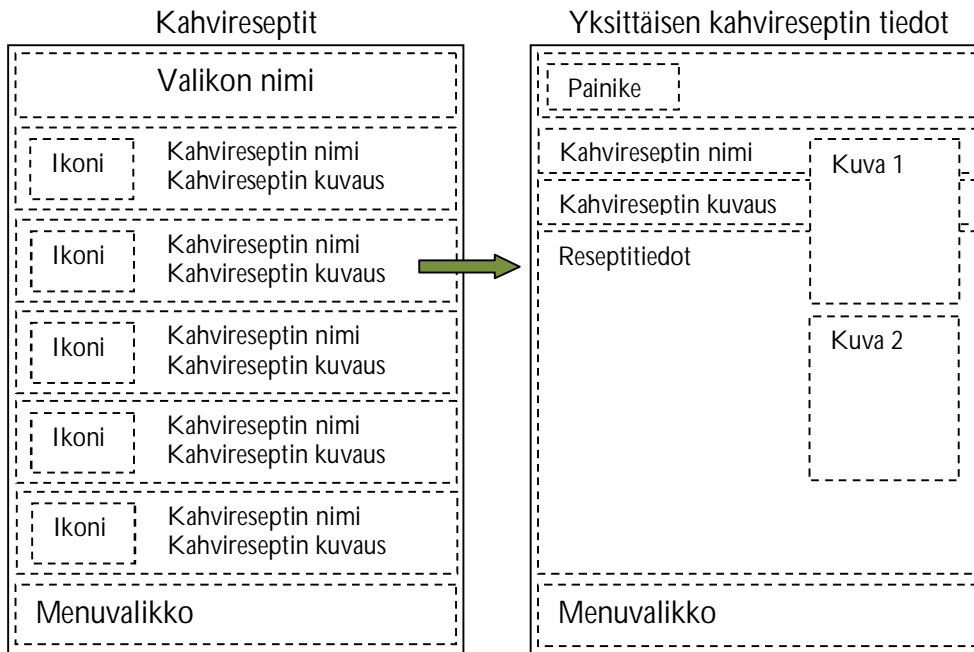 Kahvireseptit
Valikon nimi
Ikoni
Kahvireseptin nimi
Kahvireseptin kuvaus
Ikoni
Kahvireseptin nimi
Kahvireseptin kuvaus
Ikoni
Kahvireseptin nimi
Kahvireseptin kuvaus
Ikoni
Kahvireseptin nimi
Kahvireseptin kuvaus
Ikoni
Kahvireseptin nimi
Kahvireseptin kuvaus
Menuvalikko
Yksittäisen kahvireseptin tiedot
Painike
Kahvireseptin nimi
Kuva 1
Kahvireseptin kuvaus
Reseptitiedot
Kuva 2
Menuvalikko